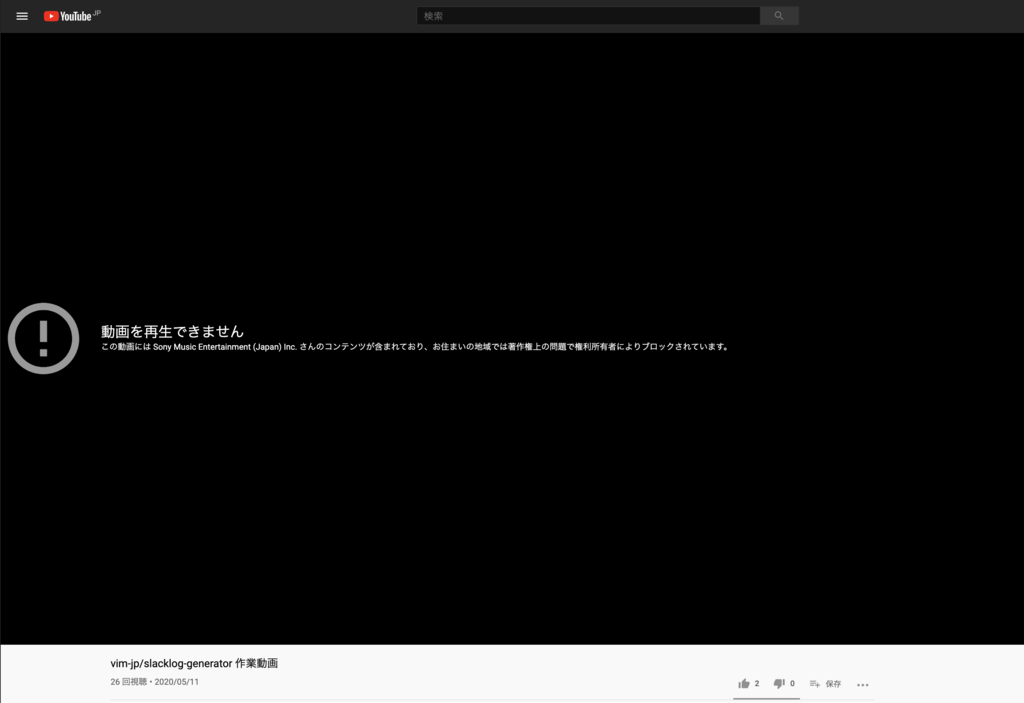 YouTube JP
検索
動画を再生できません
この動画には Sony Music Entertainment (Japan) Inc. さんのコンテンツが含まれており、お住まいの地域では著作権上の問題で権利所有者によりブロックされています。
vim-jp/slacklog-generator 作業動画
26 回視聴・2020/05/11
2 0 保存